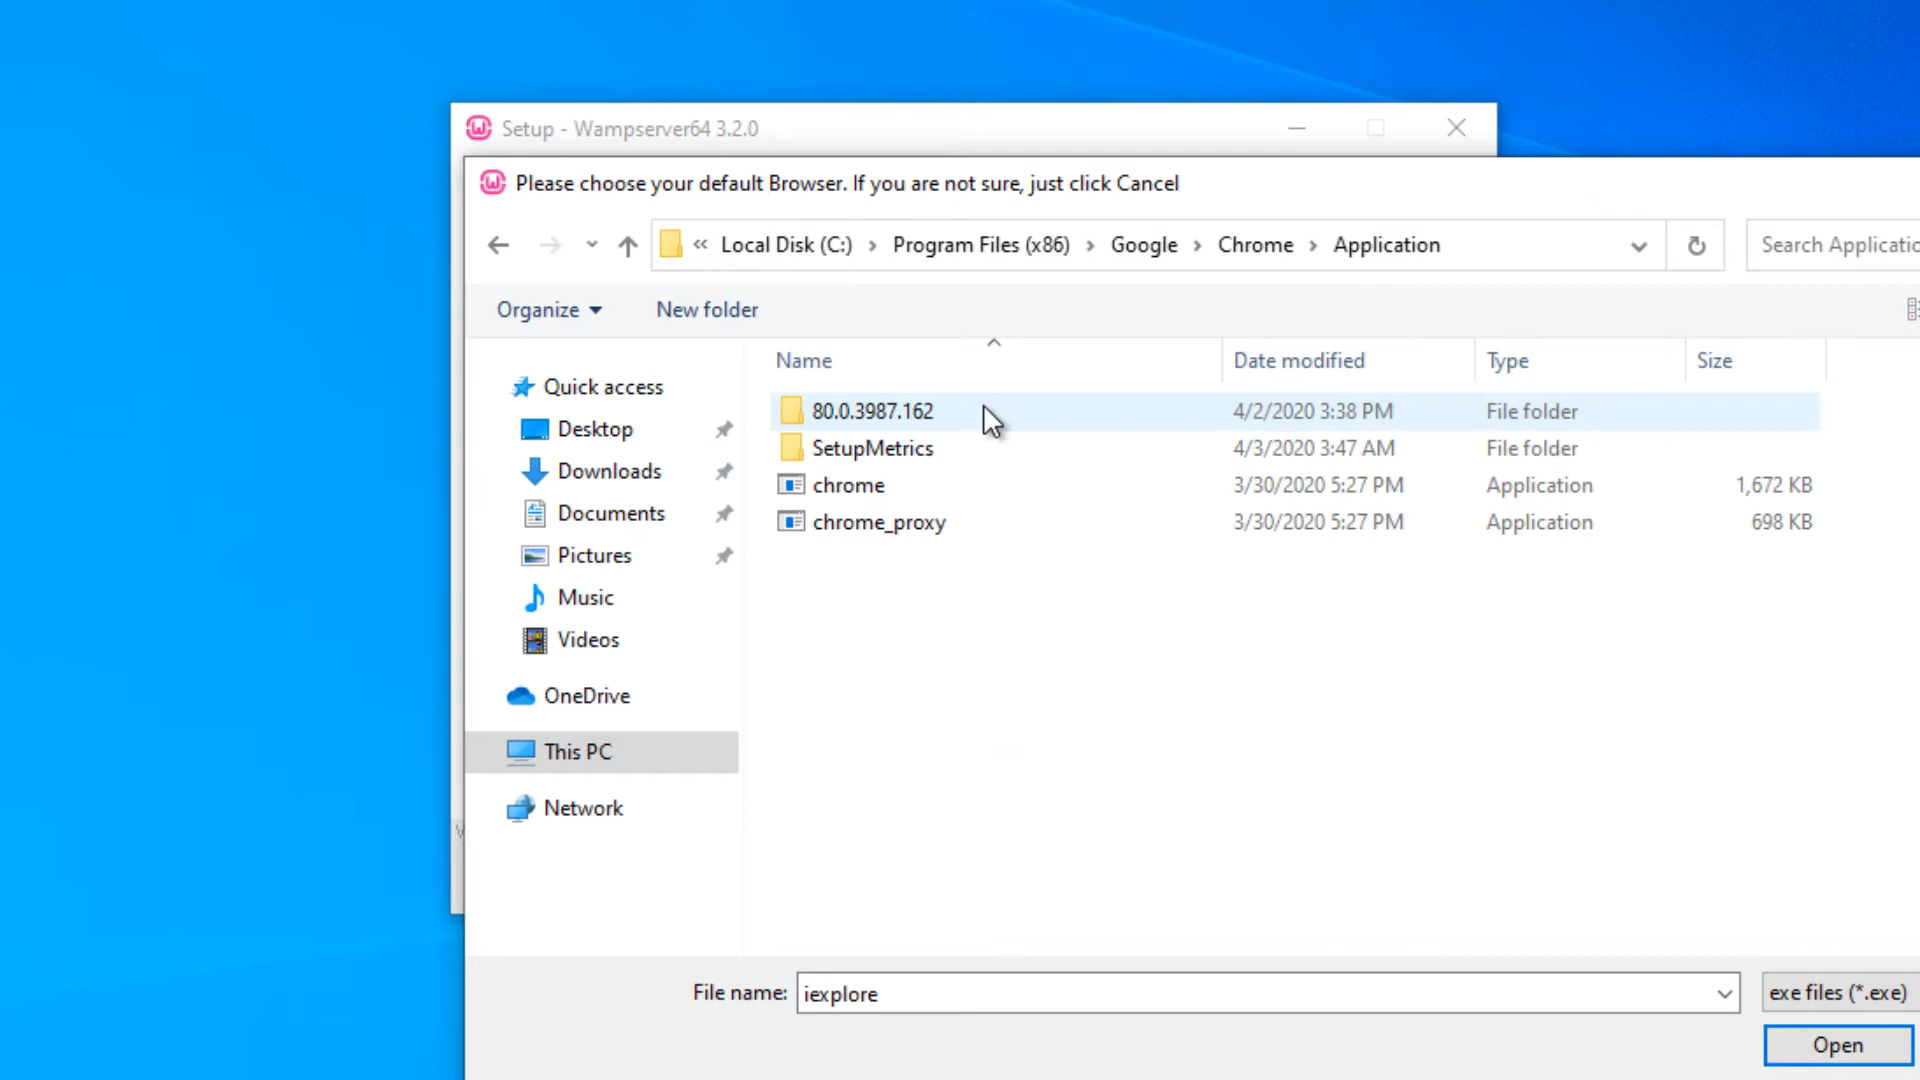 Setup - Wampserver64 3.2.0
Please choose your default Browser. If you are not sure, just click Cancel
« Local Disk (C:) › Program Files (x86) › Google › Chrome › Application
Search Applicatio
Organize
New folder
Name Date modified Type Size
Quick access
Desktop
Downloads
Documents
Pictures
Music
Videos
OneDrive
This PC
Network
80.0.3987.162 4/2/2020 3:38 PM File folder
SetupMetrics 4/3/2020 3:47 AM File folder
chrome 3/30/2020 5:27 PM Application 1,672 KB
chrome_proxy 3/30/2020 5:27 PM Application 698 KB
File name: iexplore exe files (*.exe)
Open